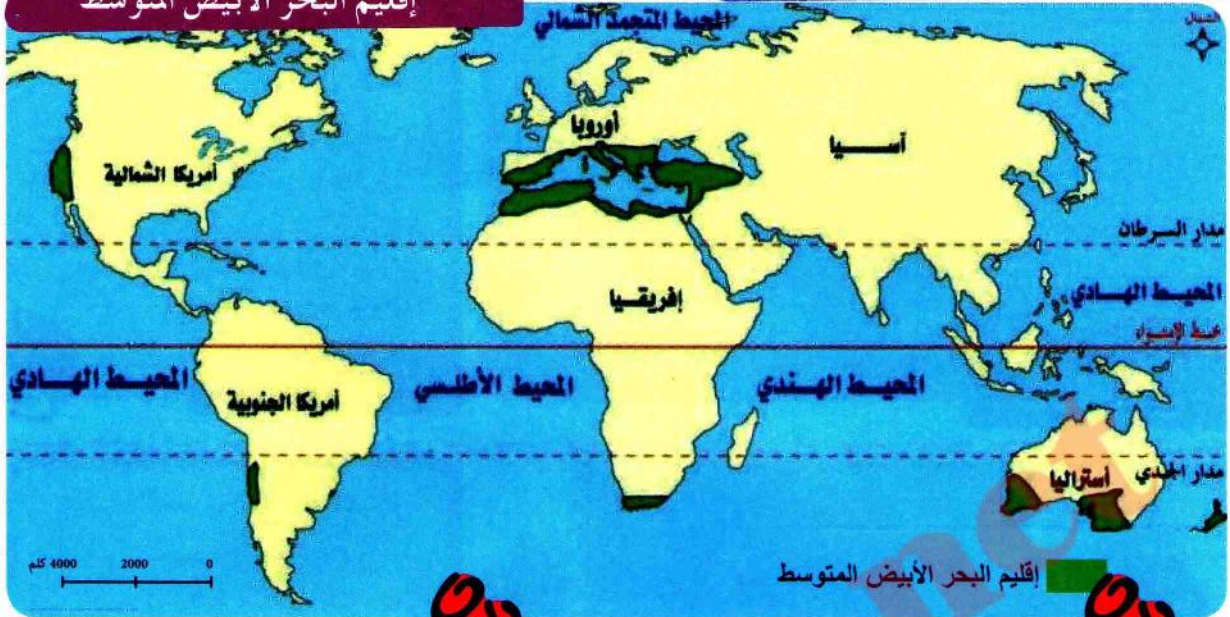 إقليم البحر الأبيض المتوسط
المحيط المتجمد الشمالي
الشمال
أوروبا
آسيا
أمريكا الشمالية
مدار السرطان
المحيط الهادي
إفريقيا
خط الإستواء
المحيط الهادي
المحيط الأطلسي
المحيط الهندي
أمريكا الجنوبية
مدار الجدي
أستراليا
0 2000 4000 كلم
إقليم البحر الأبيض المتوسط